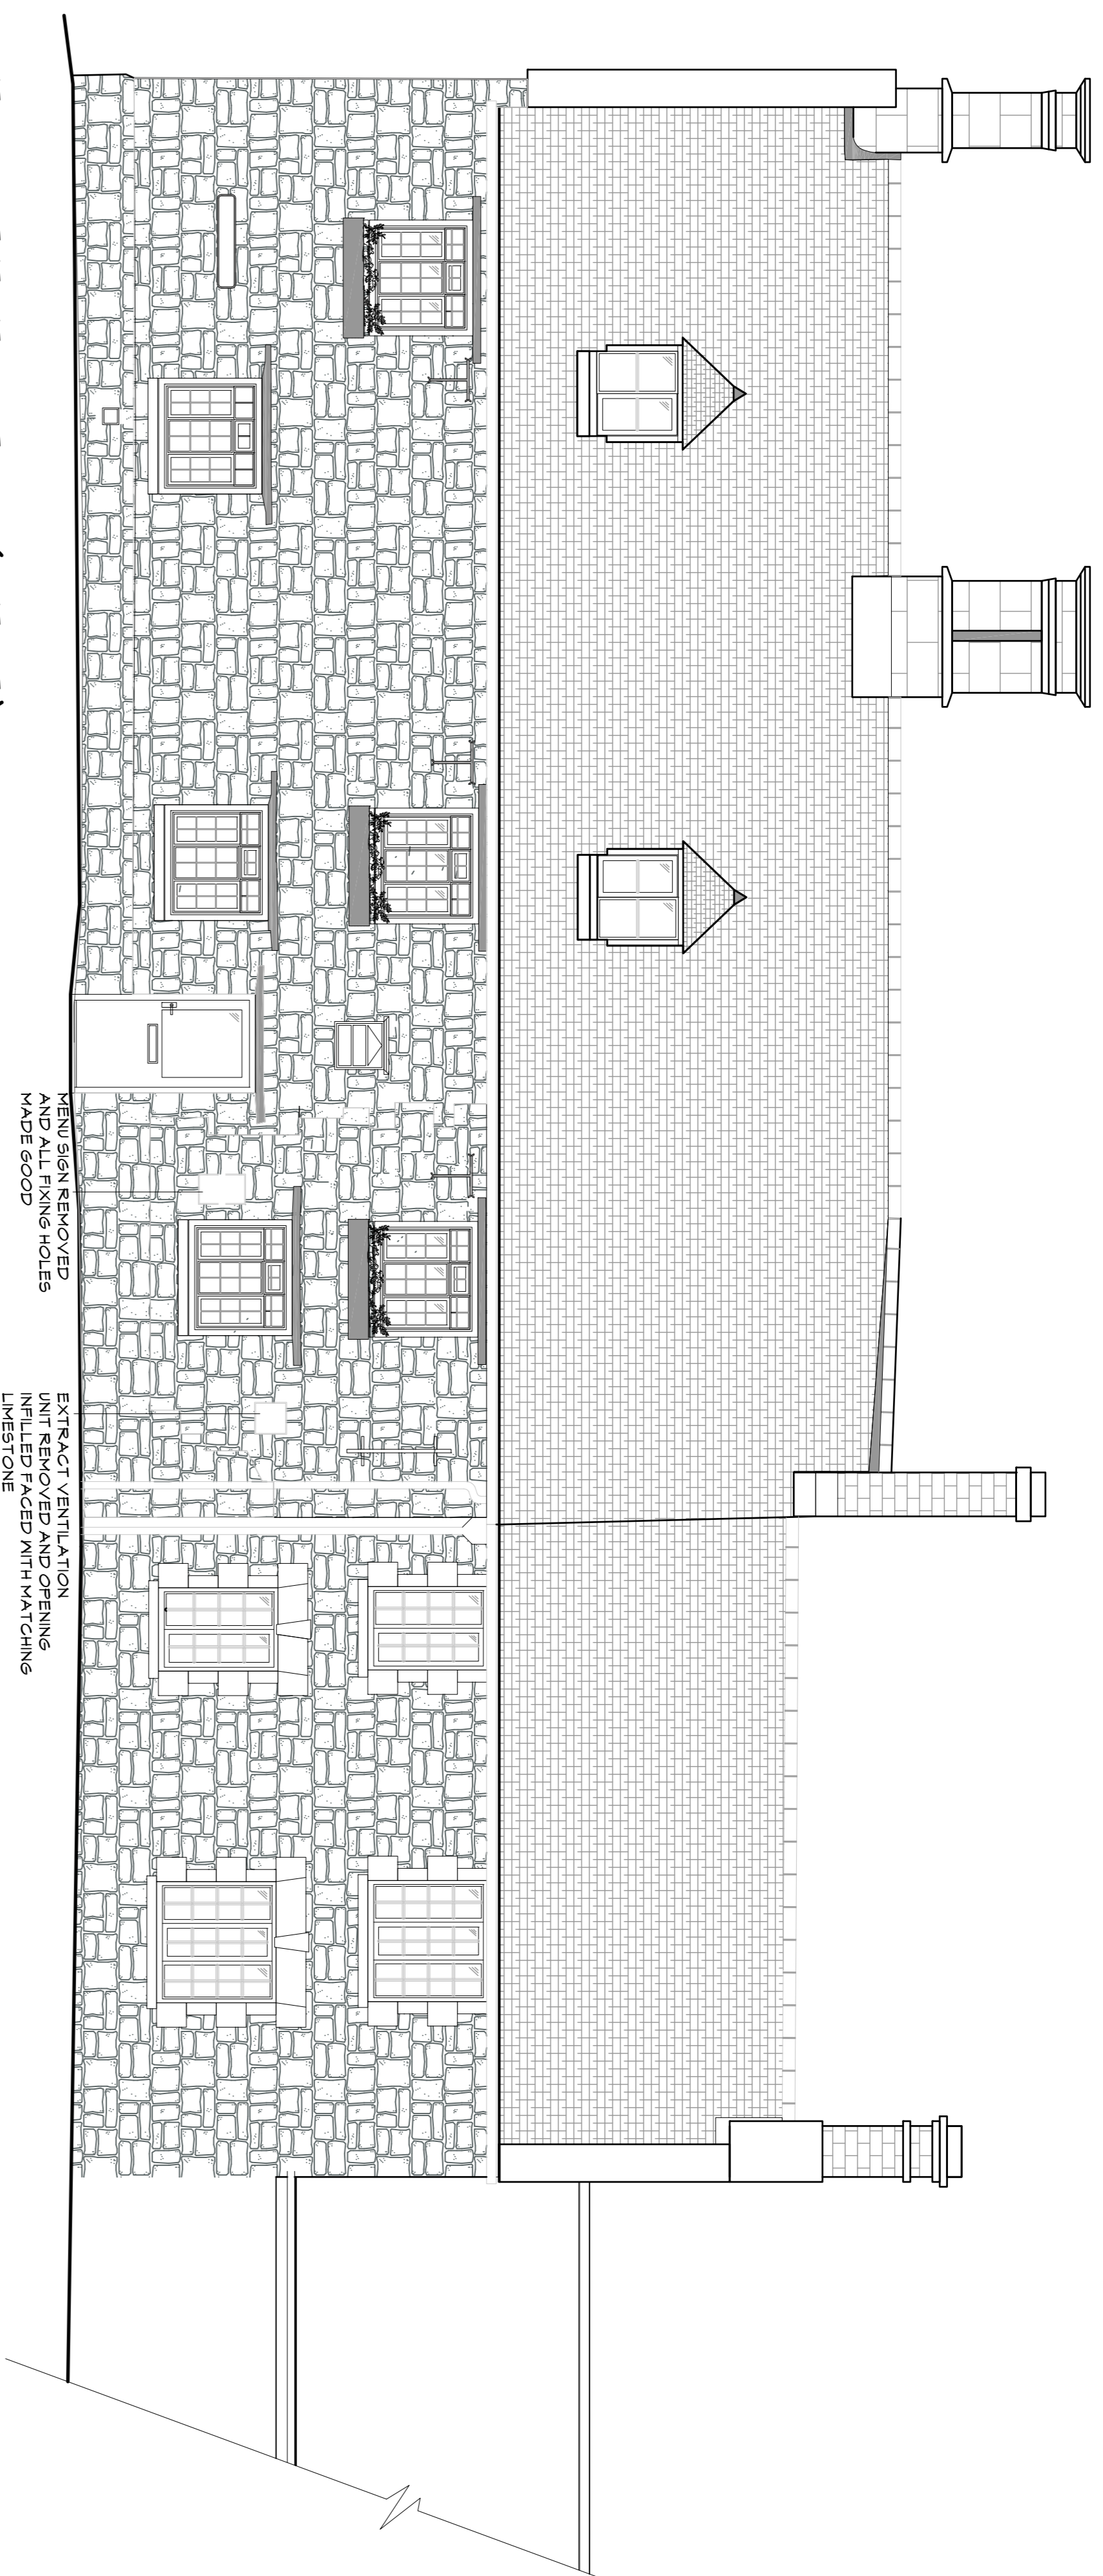 MENU SIGN REMOVED
AND ALL FIXING HOLES
MADE GOOD
EXTRACT VENTILATION
UNIT REMOVED AND OPENING
INFILLED FACED WITH MATCHING
LIMESTONE